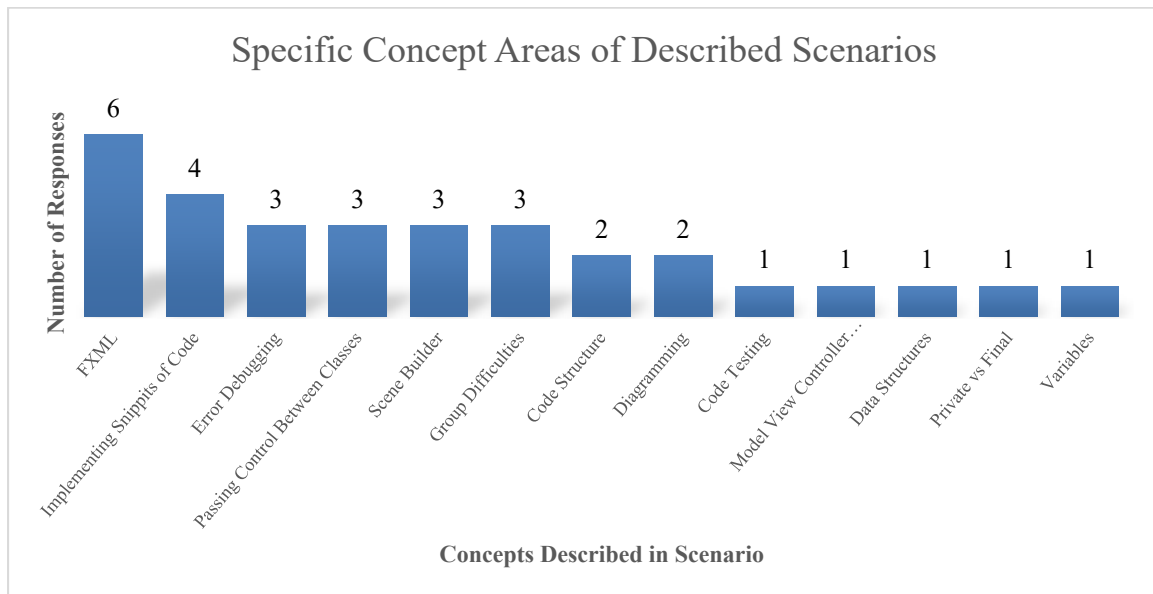 Specific Concept Areas of Described Scenarios
Number of Responses
6
4
3
3
3
3
2
2
1
1
1
1
1
FXML
Implementing Snippits of Code
Error Debugging
Passing Control Between Classes
Scene Builder
Group Difficulties
Code Structure
Diagramming
Code Testing
Model View Controller…
Data Structures
Private vs Final
Variables
Concepts Described in Scenario